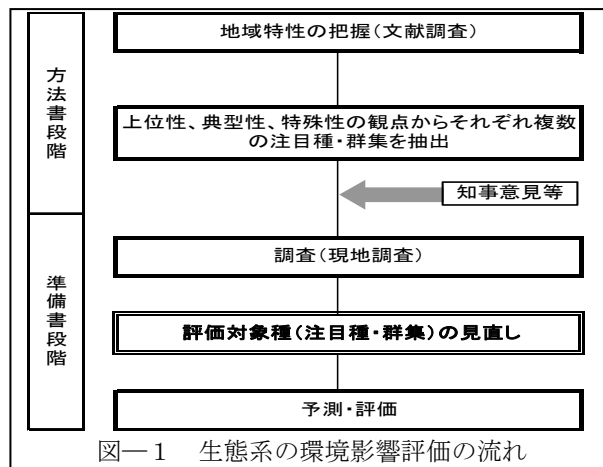 方法書段階
地域特性の把握(文献調査)
上位性、典型性、特殊性の観点からそれぞれ複数
の注目種・群集を抽出
知事意見等
準備書段階
調査(現地調査)
評価対象種(注目種・群集)の見直し
予測・評価
図―1 生態系の環境影響評価の流れ